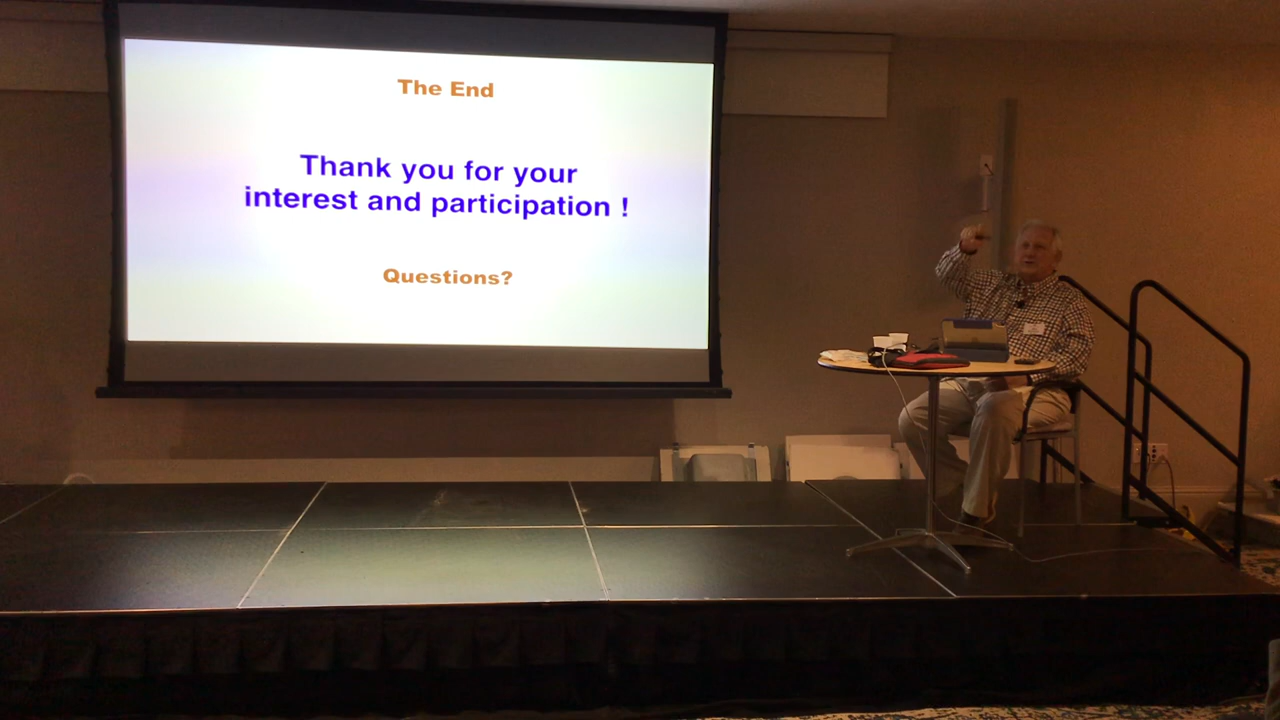 The End
Thank you for your
interest and participation !
Questions?